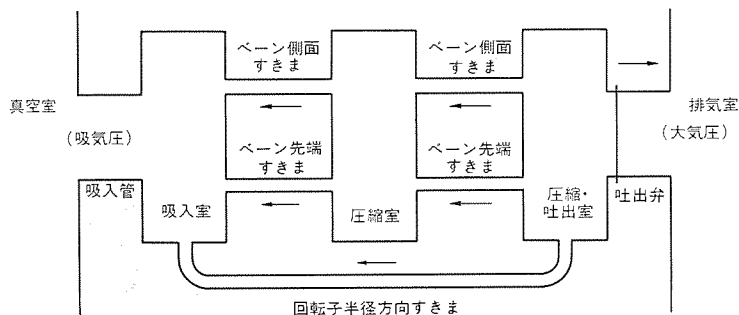 ベーン側面
すきま
ベーン側面
すきま
真空室
(吸気圧)
排気室
(大気圧)
ベーン先端
すきま
ベーン先端
すきま
吸入管
吸入室
圧縮室
圧縮・
吐出室
吐出弁
回転子半径方向すきま